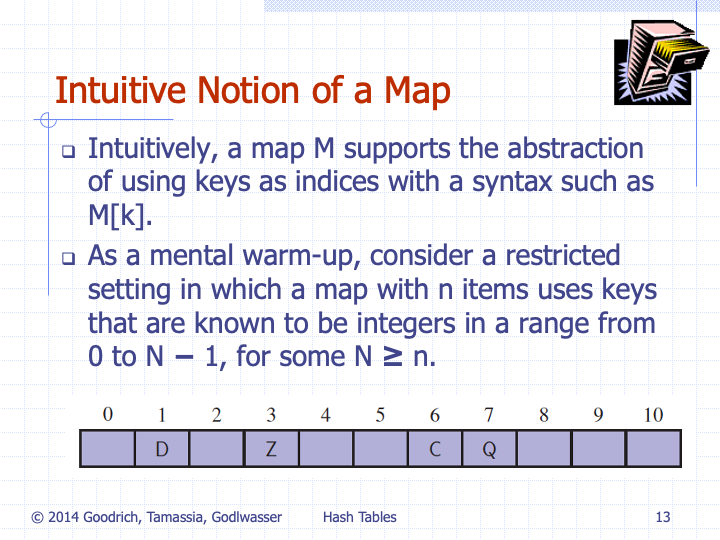 Intuitive Notion of a Map
❑ Intuitively, a map M supports the abstraction
of using keys as indices with a syntax such as
M[k].
❑ As a mental warm-up, consider a restricted
setting in which a map with n items uses keys
that are known to be integers in a range from
0 to N − 1, for some N ≥ n.
0 1 2 3 4 5 6 7 8 9 10
D Z C Q
© 2014 Goodrich, Tamassia, Godlwasser Hash Tables 13